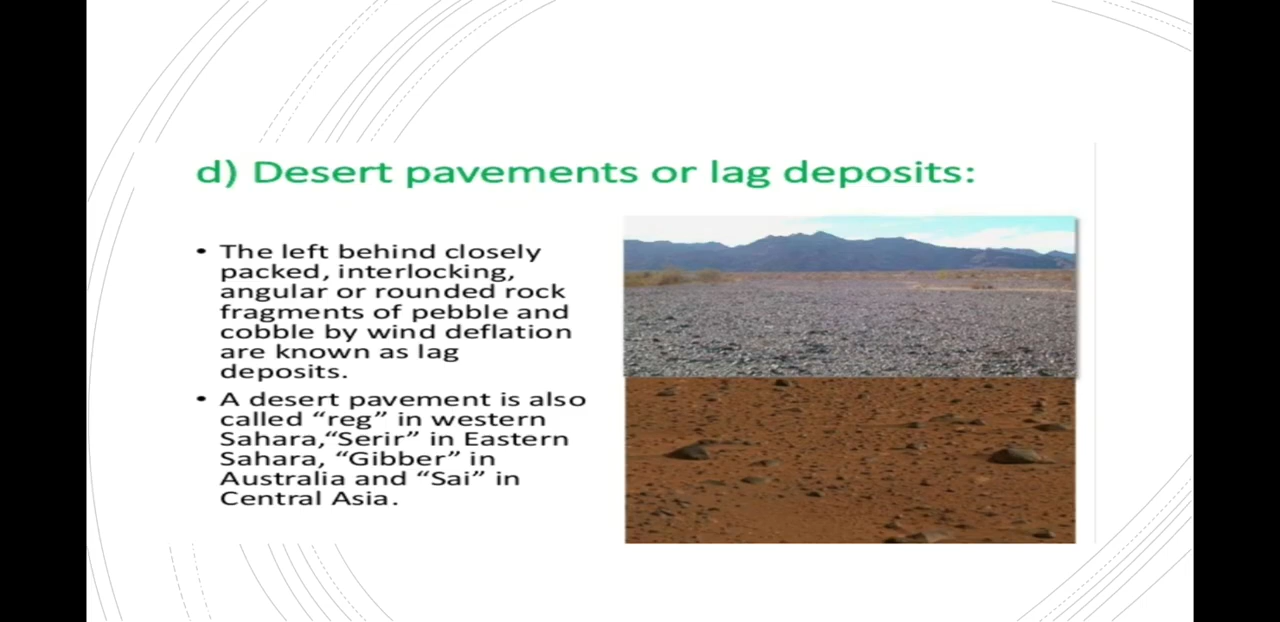 d) Desert pavements or lag deposits:
• The left behind closely
packed, interlocking,
angular or rounded rock
fragments of pebble and
cobble by wind deflation
are known as lag
deposits.
• A desert pavement is also
called “reg” in western
Sahara,“Serir” in Eastern
Sahara, “Gibber” in
Australia and “Sai” in
Central Asia.